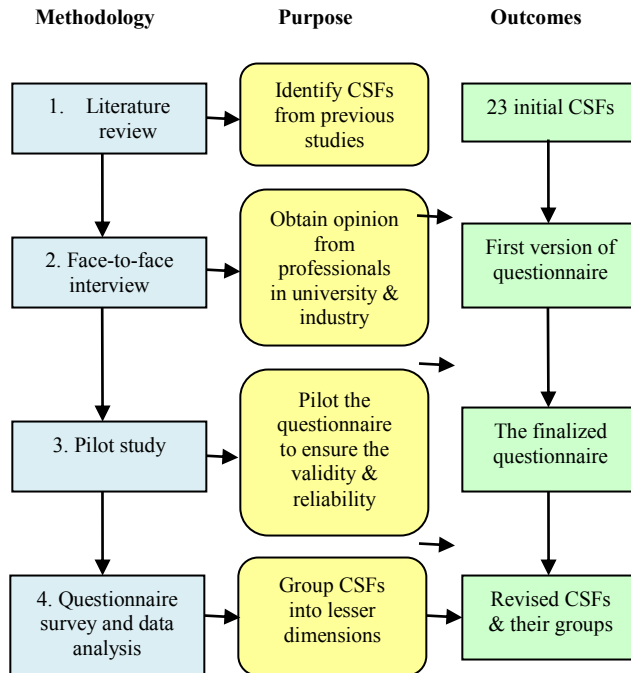 Methodology
Purpose
Outcomes
1. Literature
review
Identify CSFs
from previous
studies
23 initial CSFs
2. Face-to-face
interview
Obtain opinion
from
professionals
in university &
industry
First version of
questionnaire
3. Pilot study
Pilot the
questionnaire
to ensure the
validity &
reliability
The finalized
questionnaire
4. Questionnaire
survey and data
analysis
Group CSFs
into lesser
dimensions
Revised CSFs
& their groups